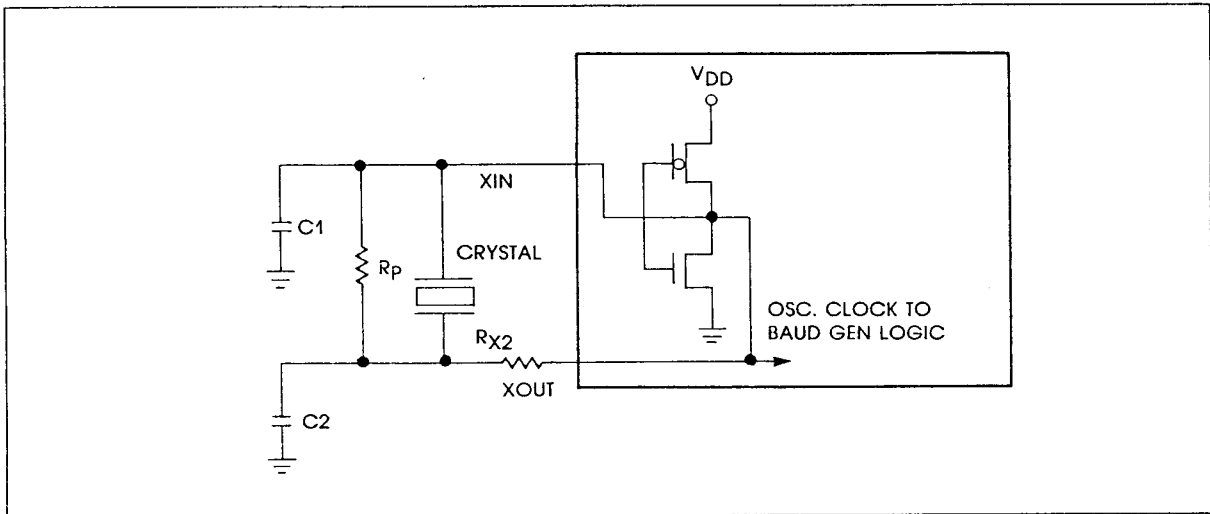 VDD
XIN
C1
RP
CRYSTAL
RX2
OSC. CLOCK TO
BAUD GEN LOGIC
XOUT
C2